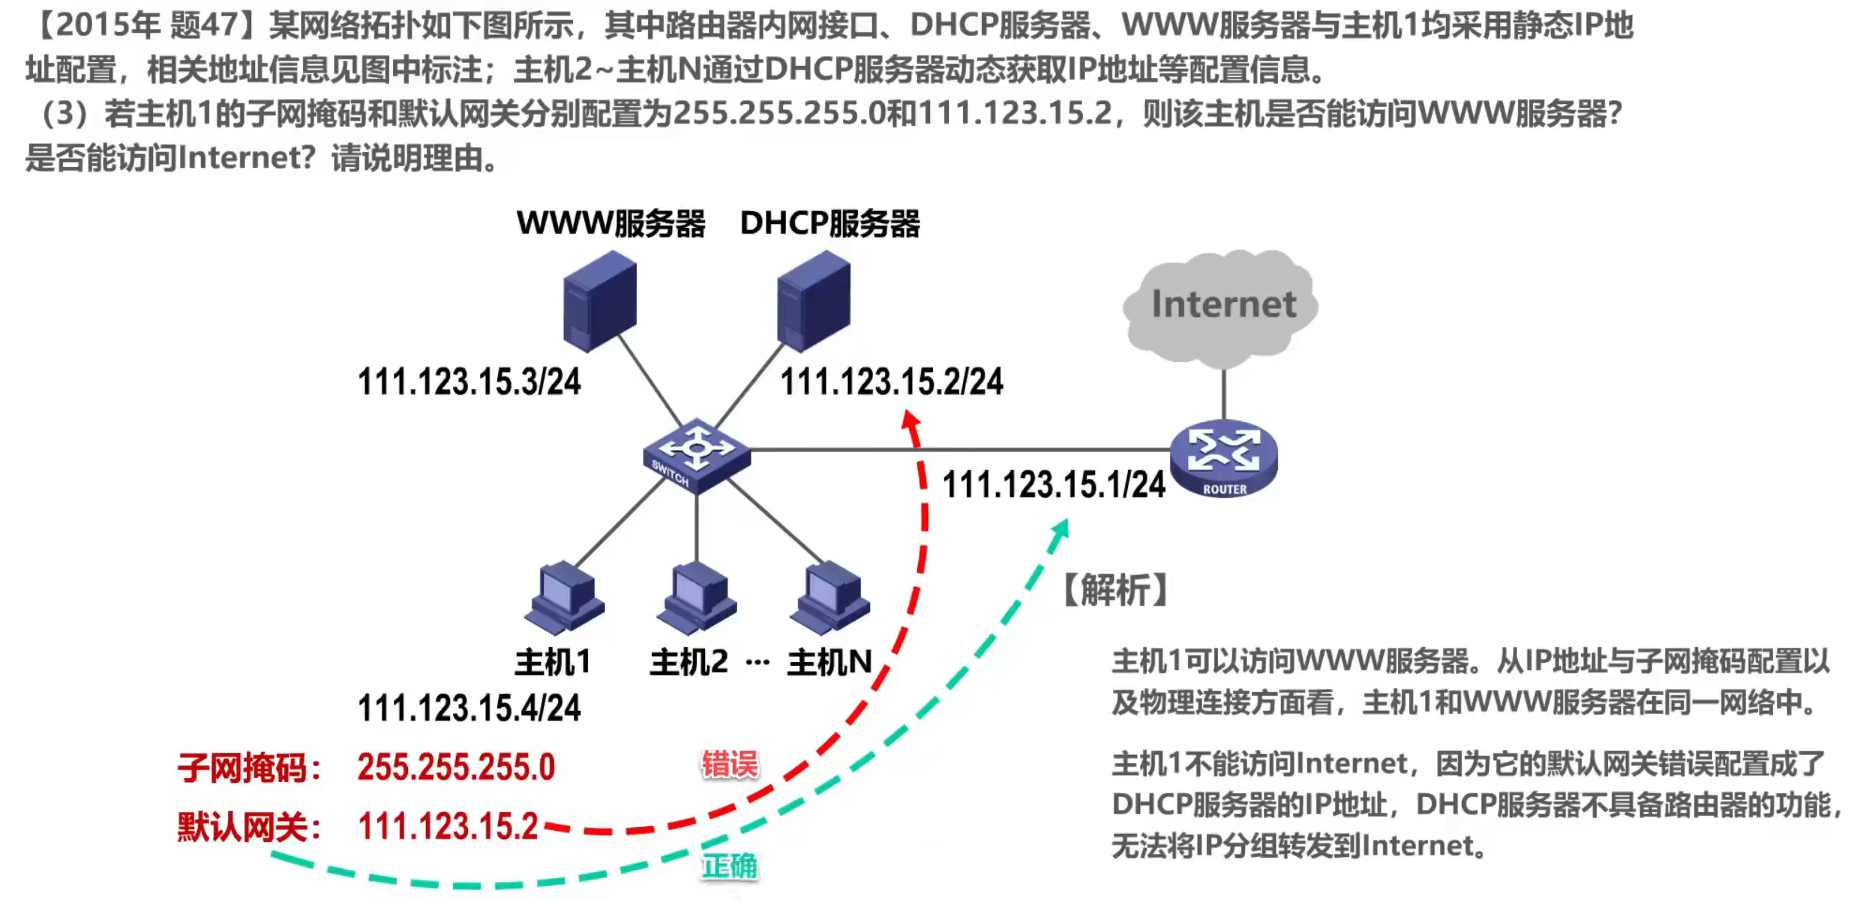 【2015年 题47】某网络拓扑如下图所示，其中路由器内网接口、DHCP服务器、WWW服务器与主机1均采用静态IP地
址配置，相关地址信息见图中标注；主机2~主机N通过DHCP服务器动态获取IP地址等配置信息。
（3）若主机1的子网掩码和默认网关分别配置为255.255.255.0和111.123.15.2，则该主机是否能访问WWW服务器？
是否能访问Internet？请说明理由。
WWW服务器 DHCP服务器
Internet
111.123.15.3/24 111.123.15.2/24
SWITCH
111.123.15.1/24
ROUTER
【解析】
主机1 主机2 ··· 主机N
111.123.15.4/24
子网掩码： 255.255.255.0
默认网关： 111.123.15.2
错误
正确
主机1可以访问WWW服务器。从IP地址与子网掩码配置以
及物理连接方面看，主机1和WWW服务器在同一网络中。
主机1不能访问Internet，因为它的默认网关错误配置成了
DHCP服务器的IP地址，DHCP服务器不具备路由器的功能，
无法将IP分组转发到Internet。